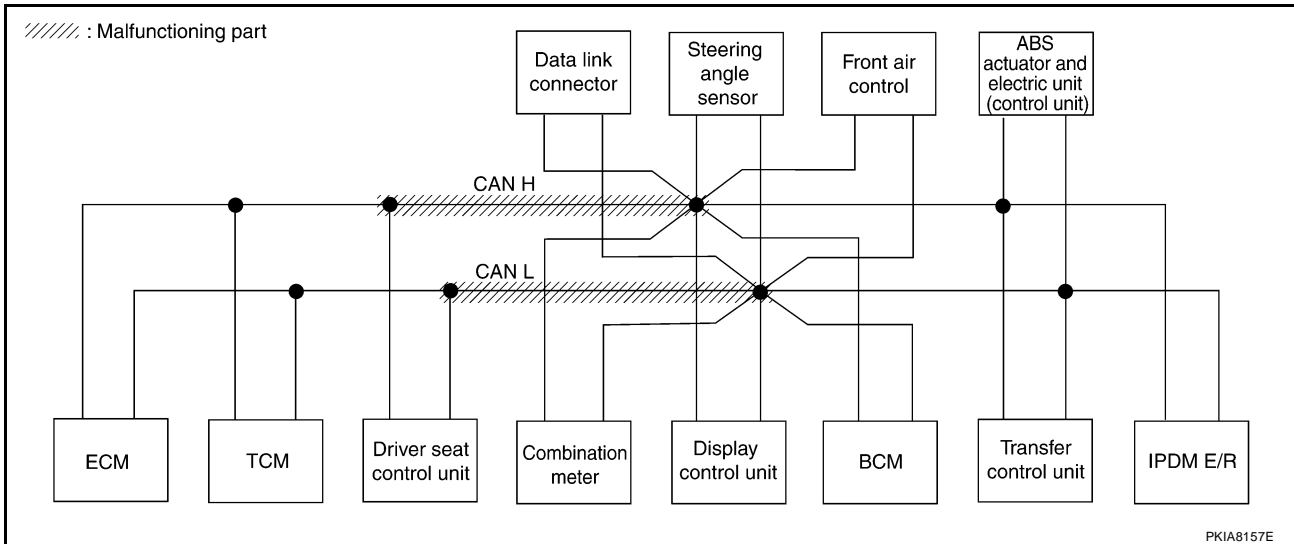 : Malfunctioning part
Data link
connector
Steering
angle
sensor
Front air
control
ABS
actuator and
electric unit
(control unit)
CAN H
CAN L
ECM
TCM
Driver seat
control unit
Combination
meter
Display
control unit
BCM
Transfer
control unit
IPDM E/R
PKIA8157E